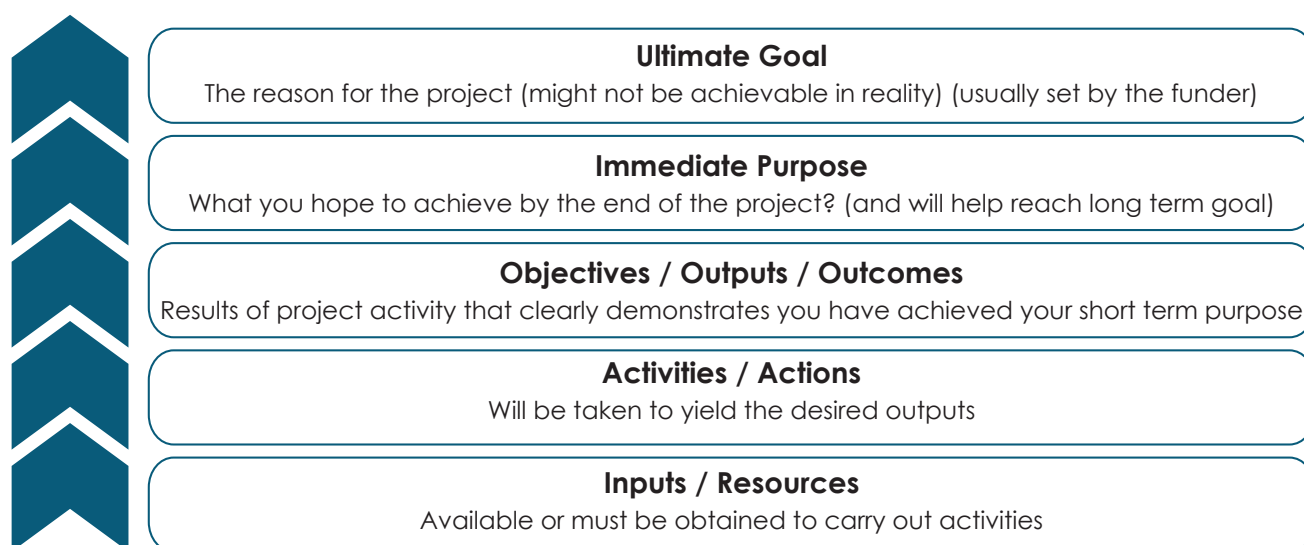 Ultimate Goal
The reason for the project (might not be achievable in reality) (usually set by the funder)
Immediate Purpose
What you hope to achieve by the end of the project? (and will help reach long term goal)
Objectives / Outputs / Outcomes
Results of project activity that clearly demonstrates you have achieved your short term purpose
Activities / Actions
Will be taken to yield the desired outputs
Inputs / Resources
Available or must be obtained to carry out activities